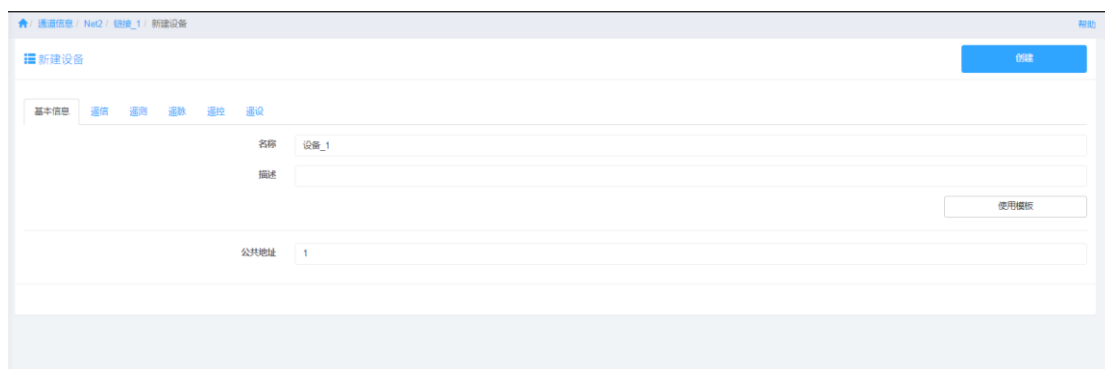 / 通道信息 / Net2 / 链接_1 / 新建设备 帮助
新建设备 创建
基本信息 遥信 遥测 遥脉 遥控 遥设
名称 设备_1
描述
使用模板
公共地址 1